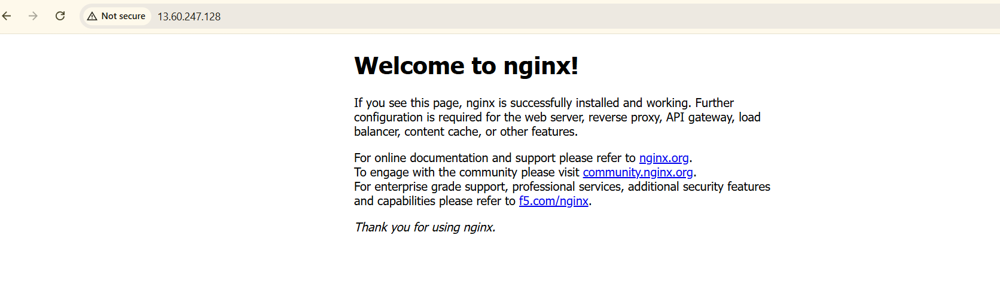 Not secure 13.60.247.128
Welcome to nginx!
If you see this page, nginx is successfully installed and working. Further
configuration is required for the web server, reverse proxy, API gateway, load
balancer, content cache, or other features.
For online documentation and support please refer to nginx.org.
To engage with the community please visit community.nginx.org.
For enterprise grade support, professional services, additional security features
and capabilities please refer to f5.com/nginx.
Thank you for using nginx.